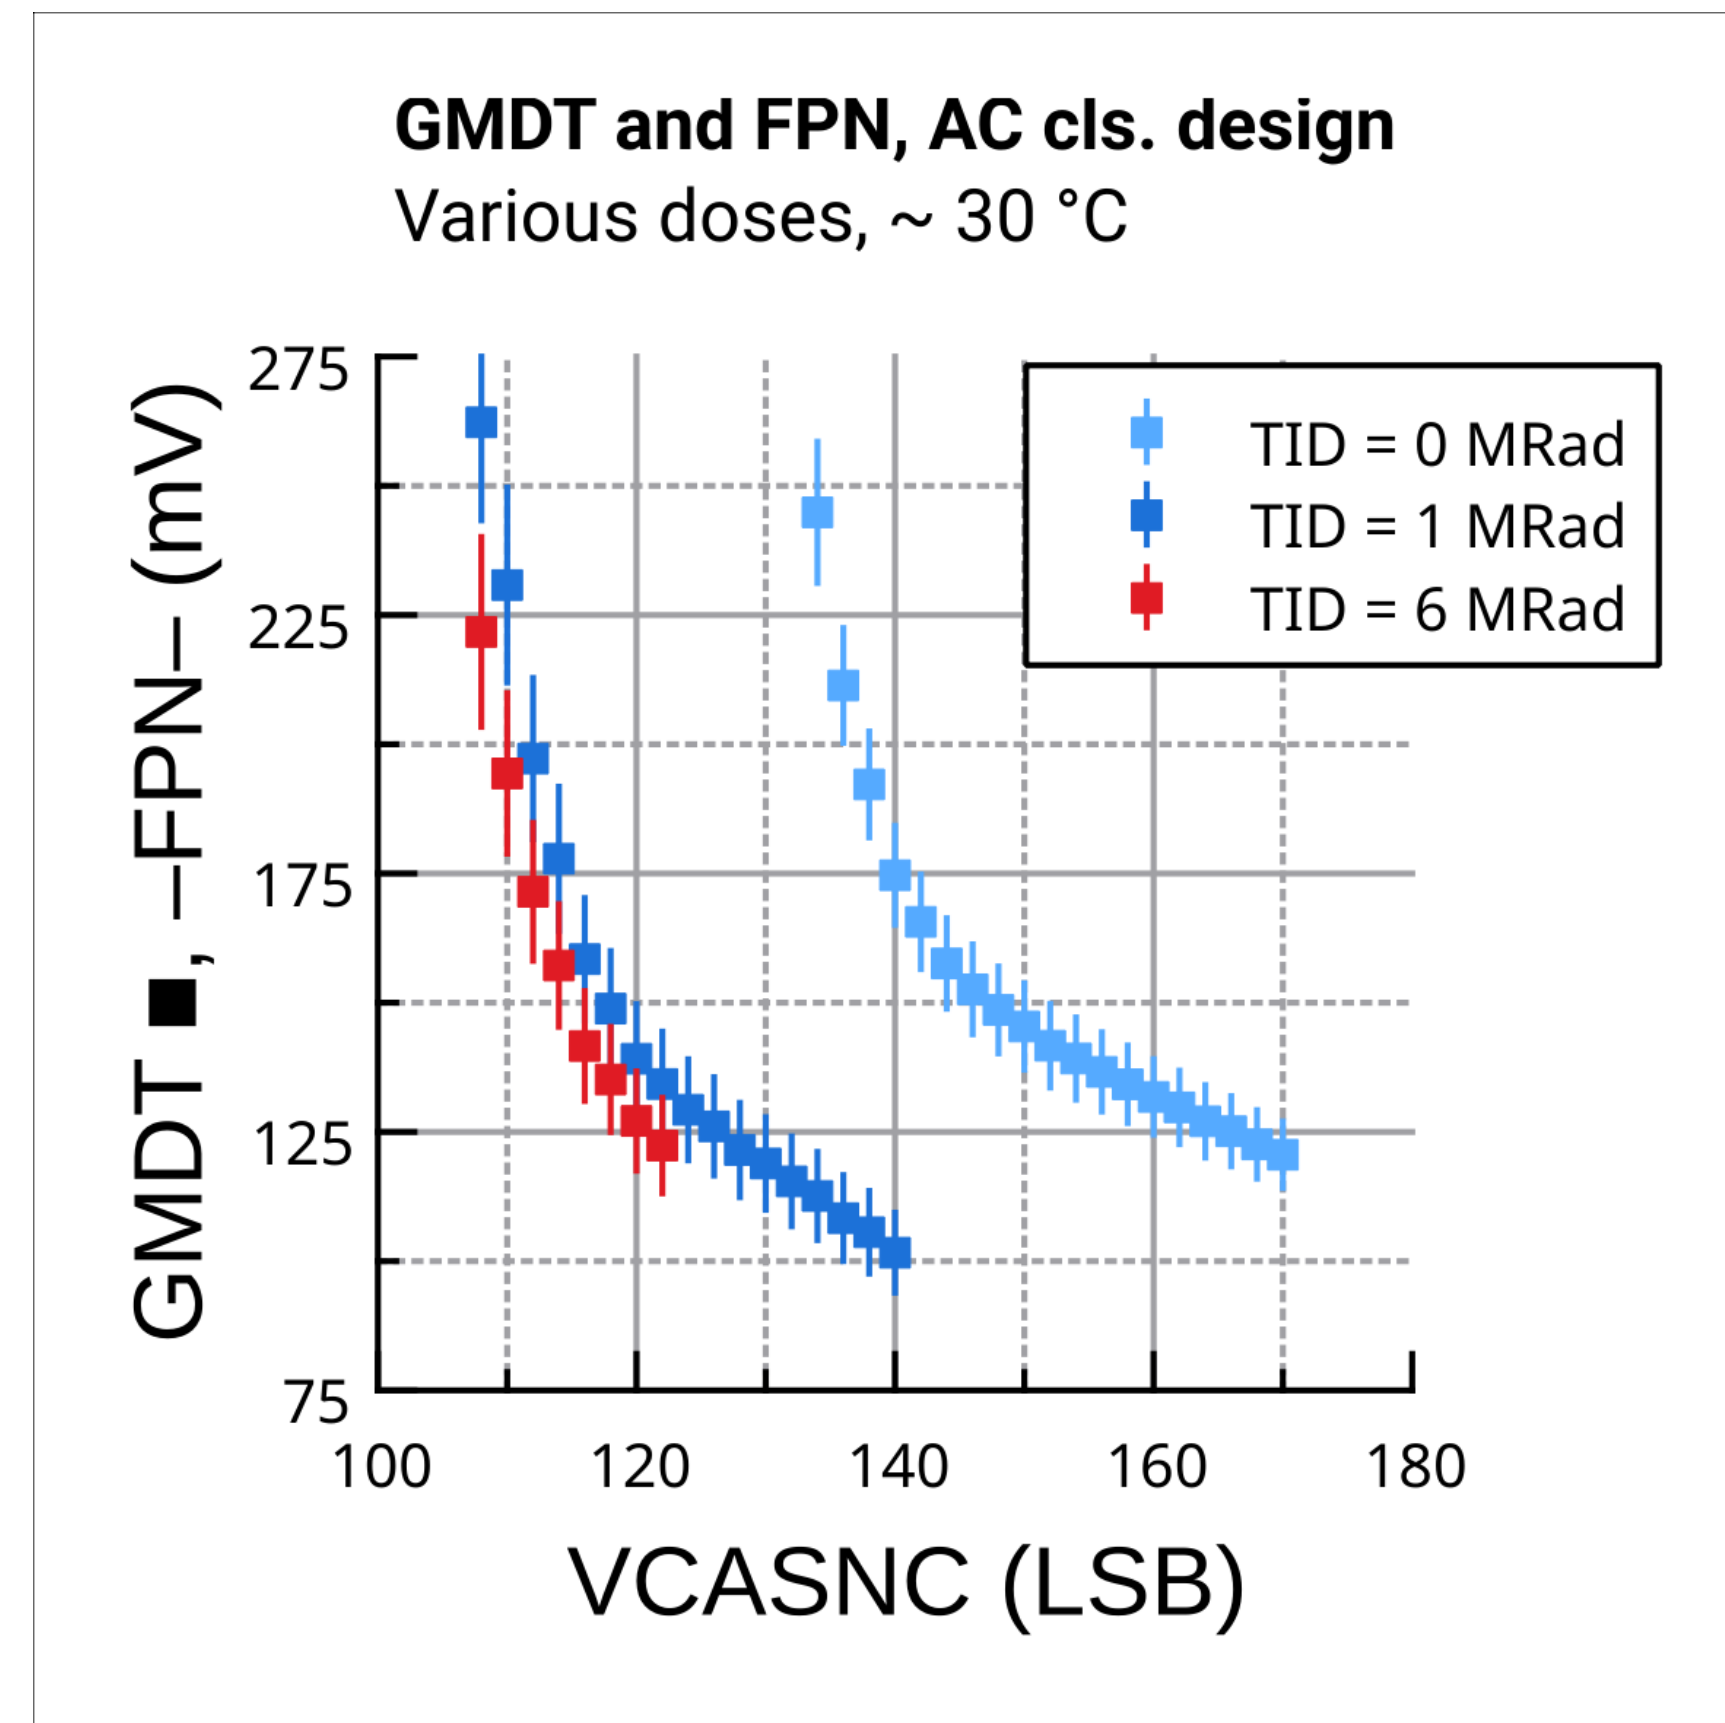 GMDT and FPN, AC cls. design
Various doses, ~ 30 °C
GMDT ■, –FPN– (mV)
275
225
175
125
75
TID = 0 MRad
TID = 1 MRad
TID = 6 MRad
100 120 140 160 180
VCASNC (LSB)